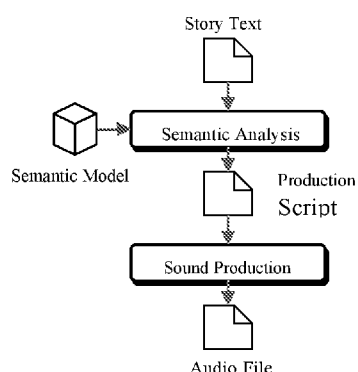 Story Text
Semantic Analysis
Semantic Model
Production
Script
Sound Production
Audio File